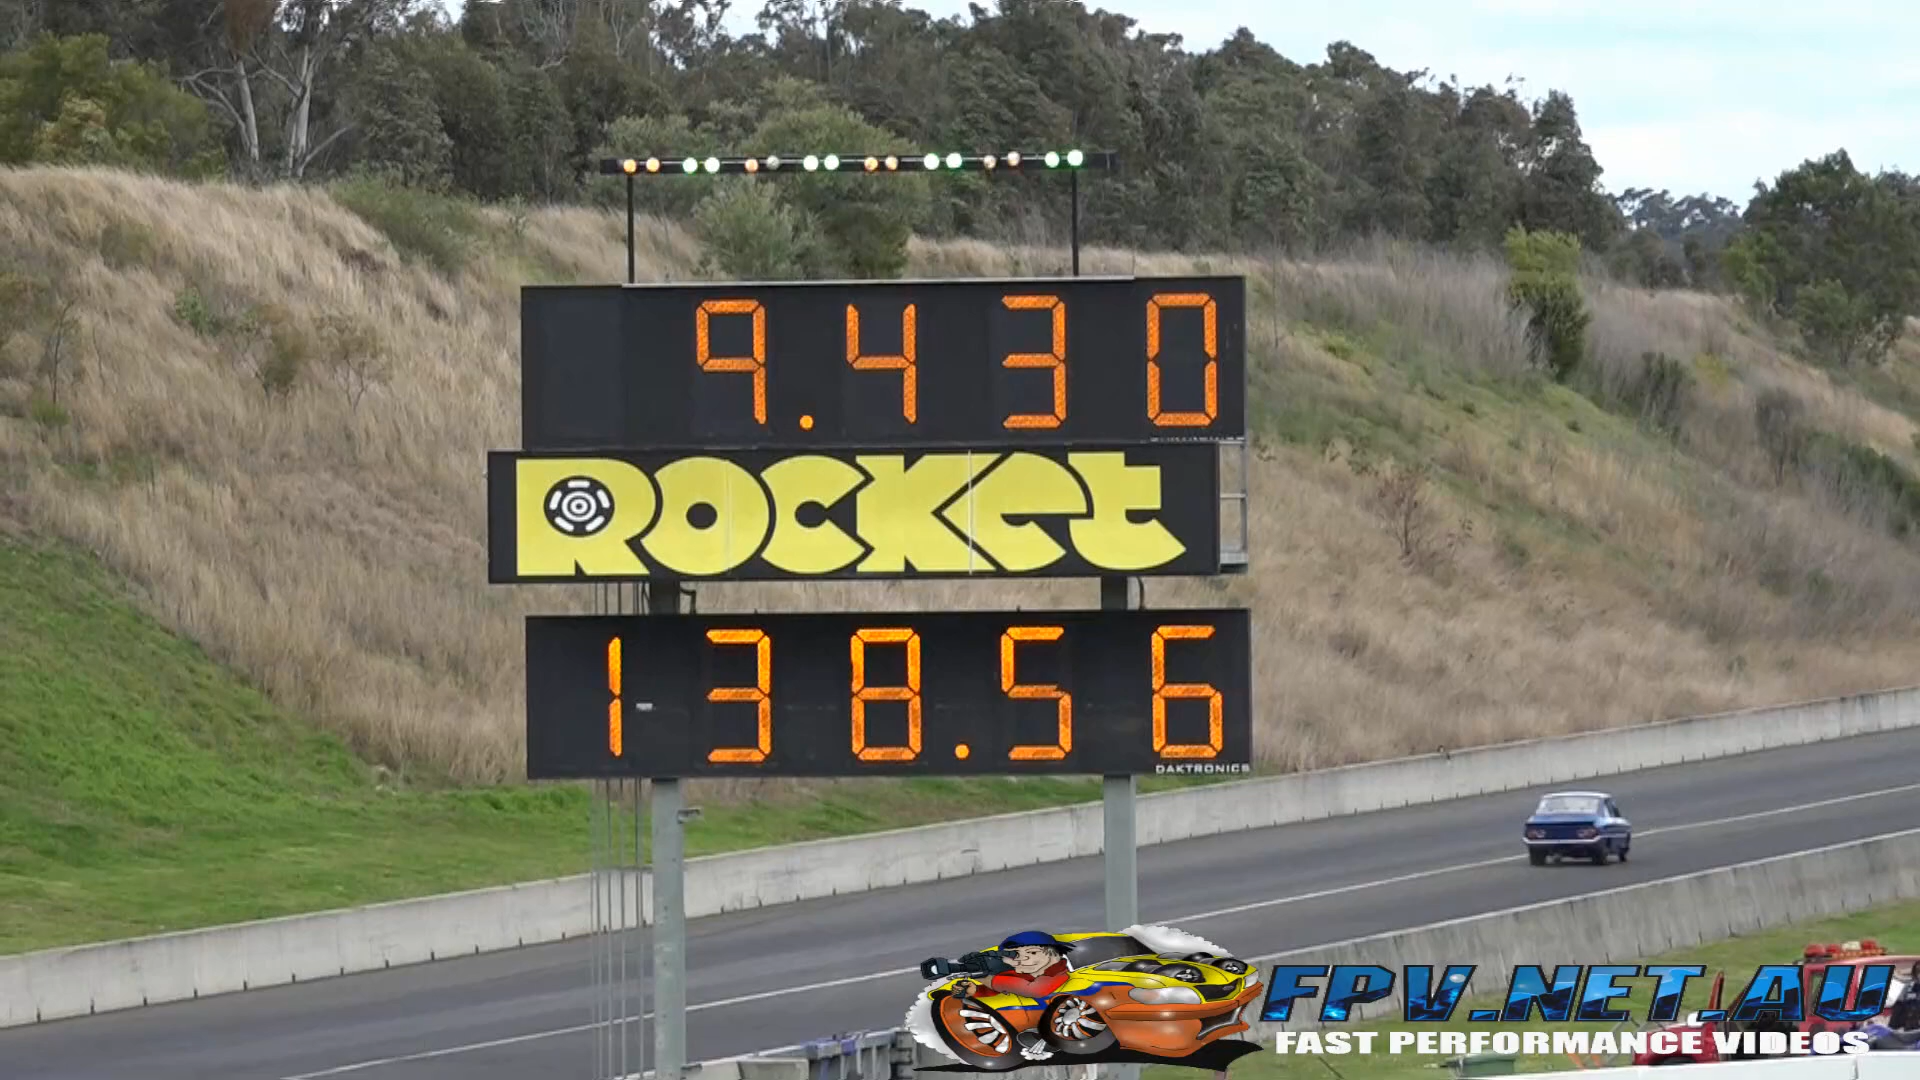 9.430
ROCKET
138.56
DAKTRONICS
FPV.NET.AU
FAST PERFORMANCE VIDEOS